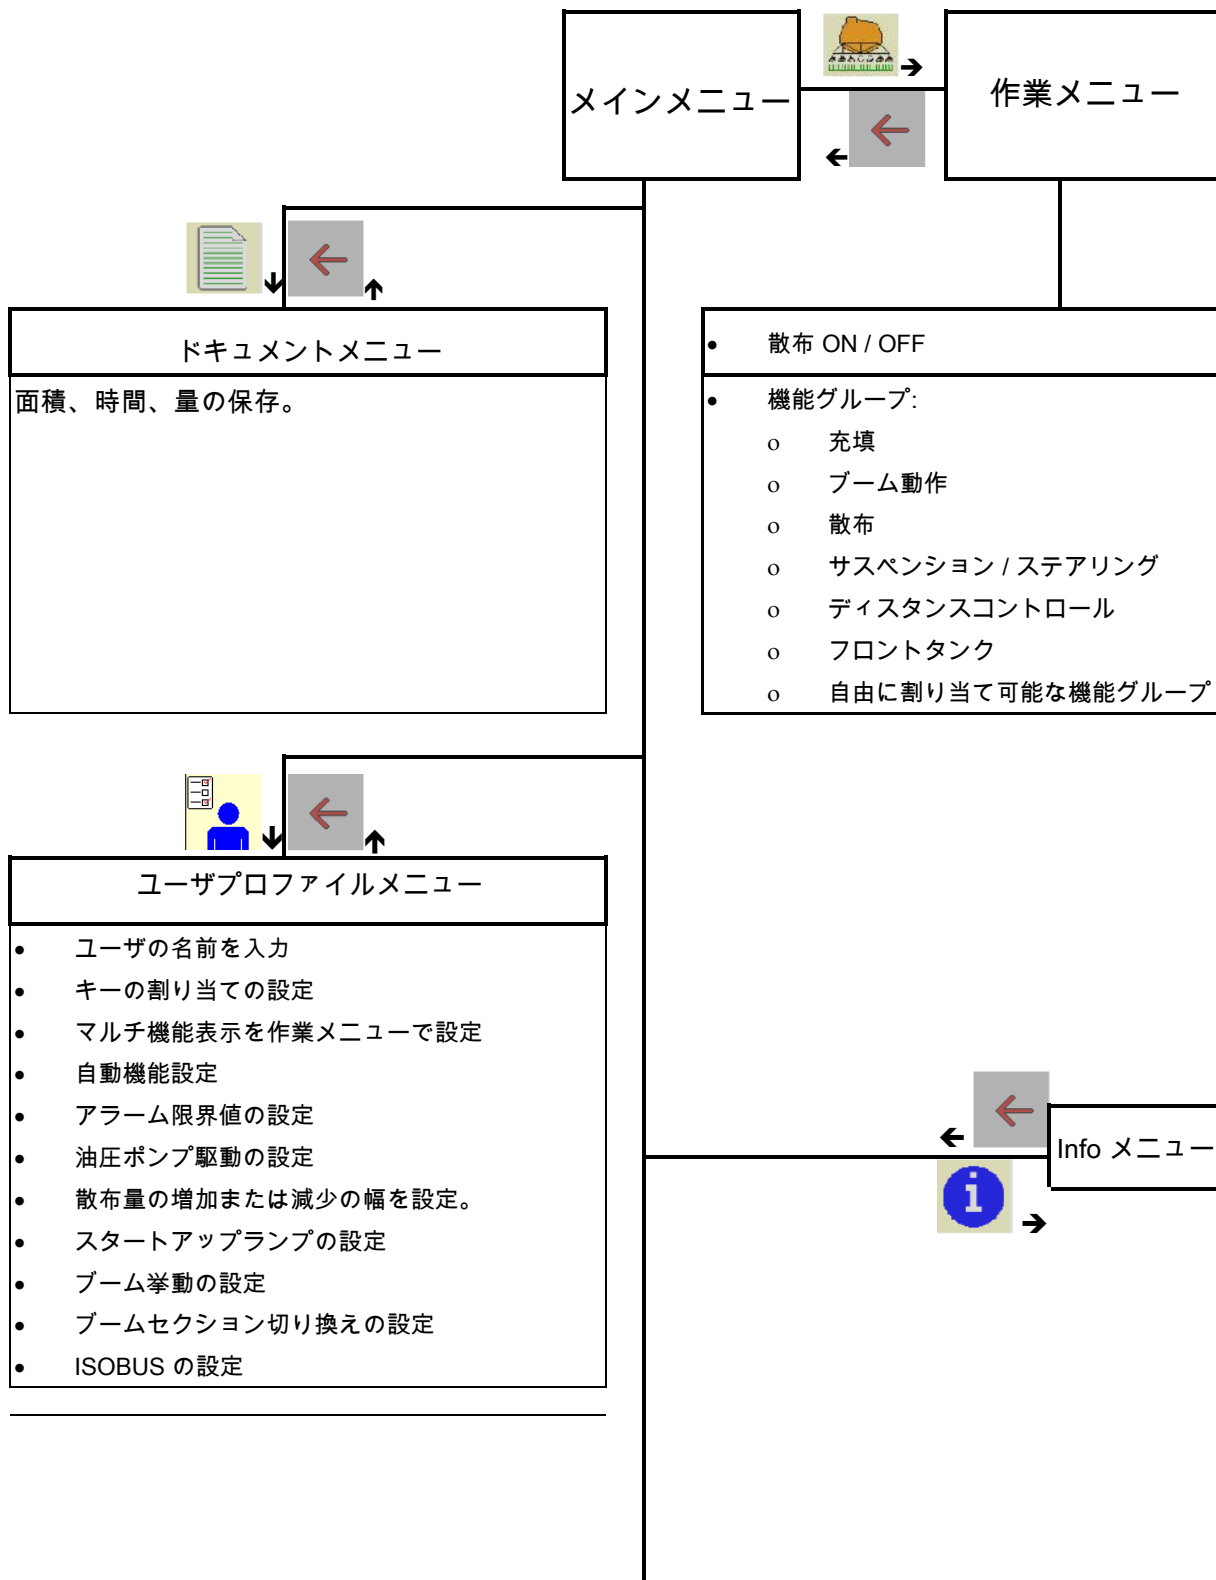 メインメニュー
作業メニュー
ドキュメントメニュー
面積、時間、量の保存。
• 散布 ON / OFF
• 機能グループ:
o 充填
o ブーム動作
o 散布
o サスペンション / ステアリング
o ディスタンスコントロール
o フロントタンク
o 自由に割り当て可能な機能グループ
ユーザプロファイルメニュー
• ユーザの名前を入力
• キーの割り当ての設定
• マルチ機能表示を作業メニューで設定
• 自動機能設定
• アラーム限界値の設定
• 油圧ポンプ駆動の設定
• 散布量の増加または減少の幅を設定。
• スタートアップランプの設定
• ブーム挙動の設定
• ブームセクション切り換えの設定
• ISOBUS の設定
Info メニュー